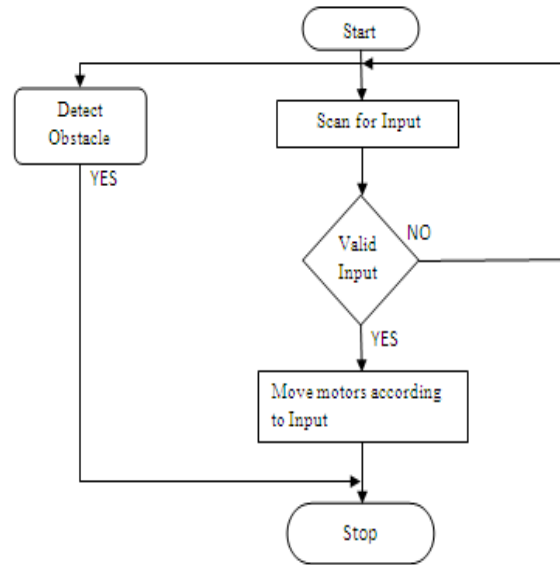 Start
Detect
Obstacle
Scan for Input
YES
Valid
Input
NO
YES
Move motors according
to Input
Stop